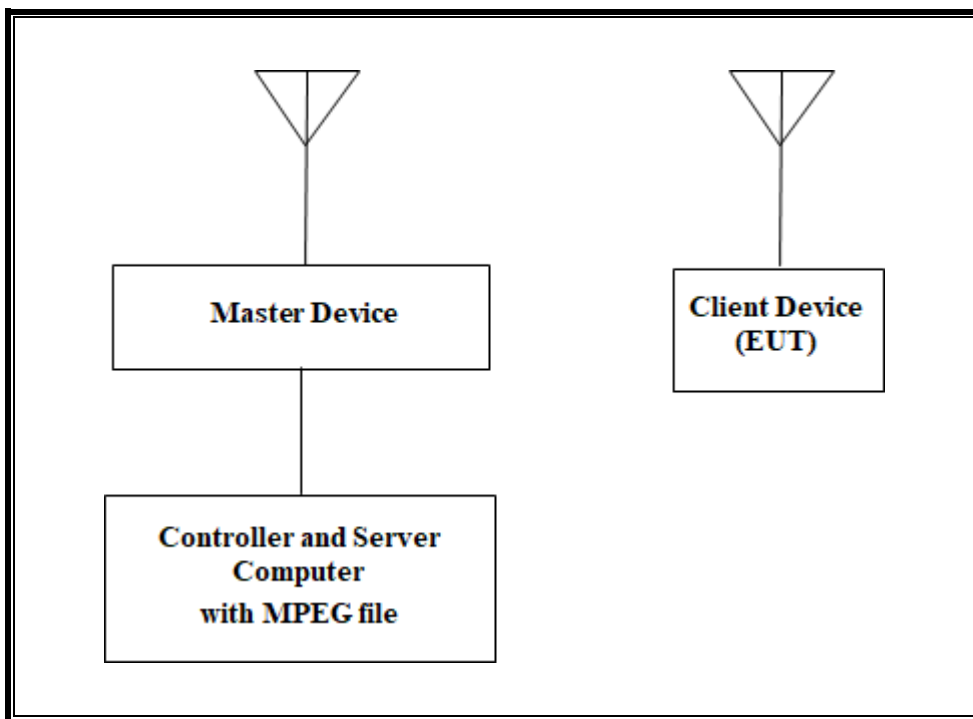 Master Device
Client Device
(EUT)
Controller and Server
Computer
with MPEG file